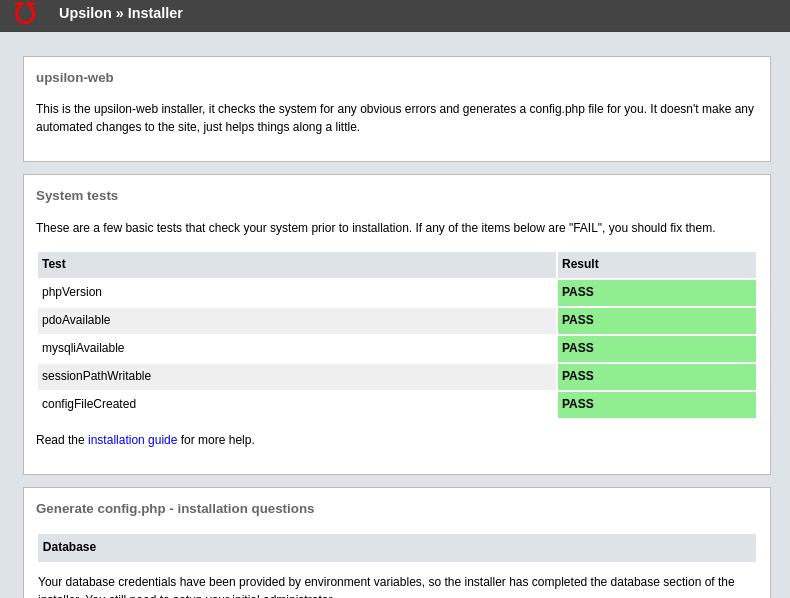 Upsilon » Installer
upsilon-web
This is the upsilon-web installer, it checks the system for any obvious errors and generates a config.php file for you. It doesn't make any
automated changes to the site, just helps things along a little.
System tests
These are a few basic tests that check your system prior to installation. If any of the items below are "FAIL", you should fix them.
Test Result
phpVersion PASS
pdoAvailable PASS
mysqliAvailable PASS
sessionPathWritable PASS
configFileCreated PASS
Read the installation guide for more help.
Generate config.php - installation questions
Database
Your database credentials have been provided by environment variables, so the installer has completed the database section of the
installer. You still need to setup your initial administrator.